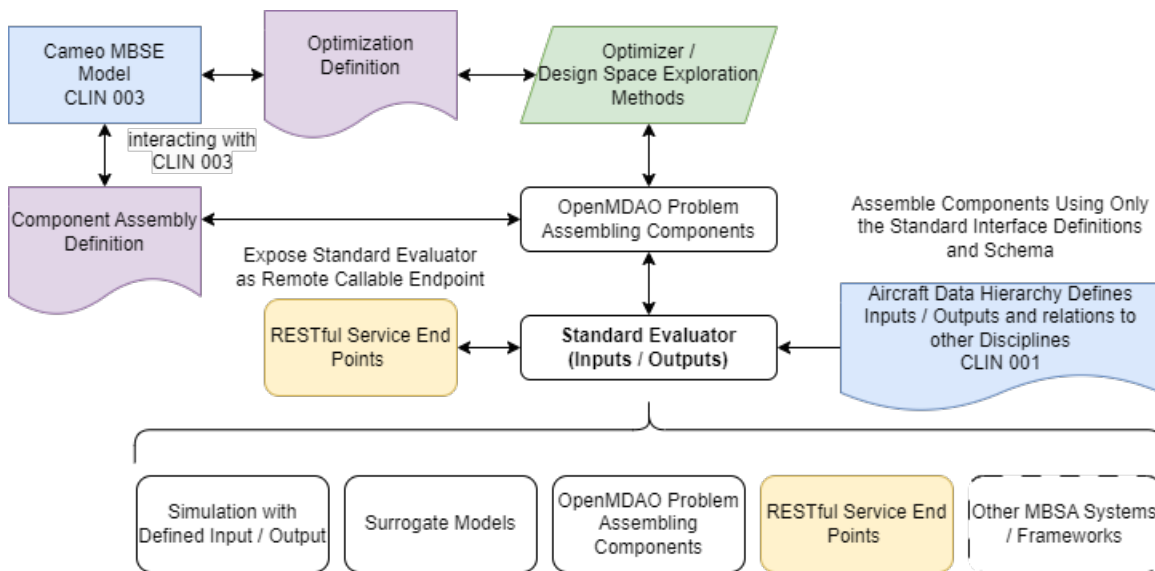 Cameo MBSE
Model
CLIN 003
Optimization
Definition
Optimizer /
Design Space Exploration
Methods
interacting with
CLIN 003
Component Assembly
Definition
OpenMDAO Problem
Assembling Components
Assemble Components Using Only
the Standard Interface Definitions
and Schema
Expose Standard Evaluator
as Remote Callable Endpoint
RESTful Service End
Points
Standard Evaluator
(Inputs / Outputs)
Aircraft Data Hierarchy Defines
Inputs / Outputs and relations to
other Disciplines
CLIN 001
Simulation with
Defined Input / Output
Surrogate Models
OpenMDAO Problem
Assembling
Components
RESTful Service End
Points
Other MBSA Systems
/ Frameworks